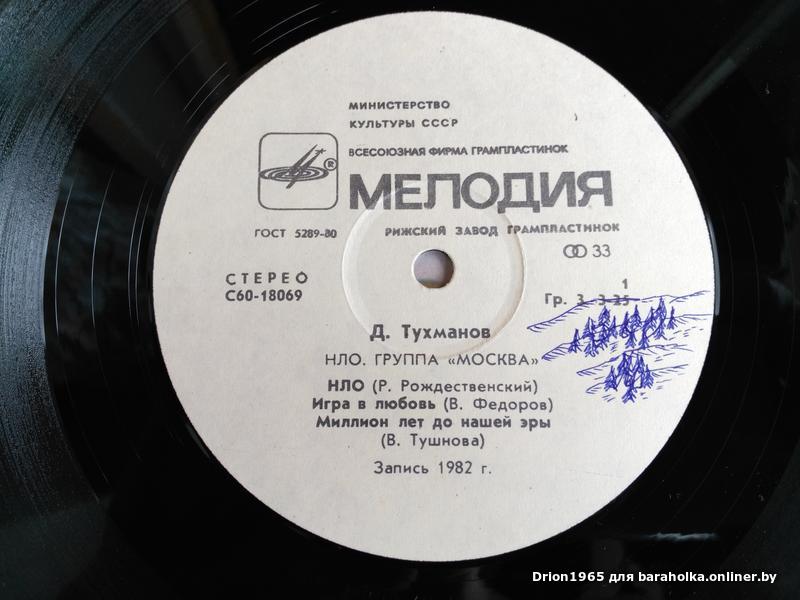 МИНИСТЕРСТВО
КУЛЬТУРЫ СССР
ВСЕСОЮЗНАЯ ФИРМА ГРАМПЛАСТИНОК
®
МЕЛОДИЯ
ГОСТ 5289-80
РИЖСКИЙ ЗАВОД ГРАМПЛАСТИНОК
33
СТЕРЕО
С60-18069
1
Гр. 3. 3-25
Д. Тухманов
НЛО. ГРУППА «МОСКВА»
НЛО (Р. Рождественский)
Игра в любовь (В. Федоров)
Миллион лет до нашей эры
(В. Тушнова)
Запись 1982 г.
Drion1965 для baraholka.onliner.by